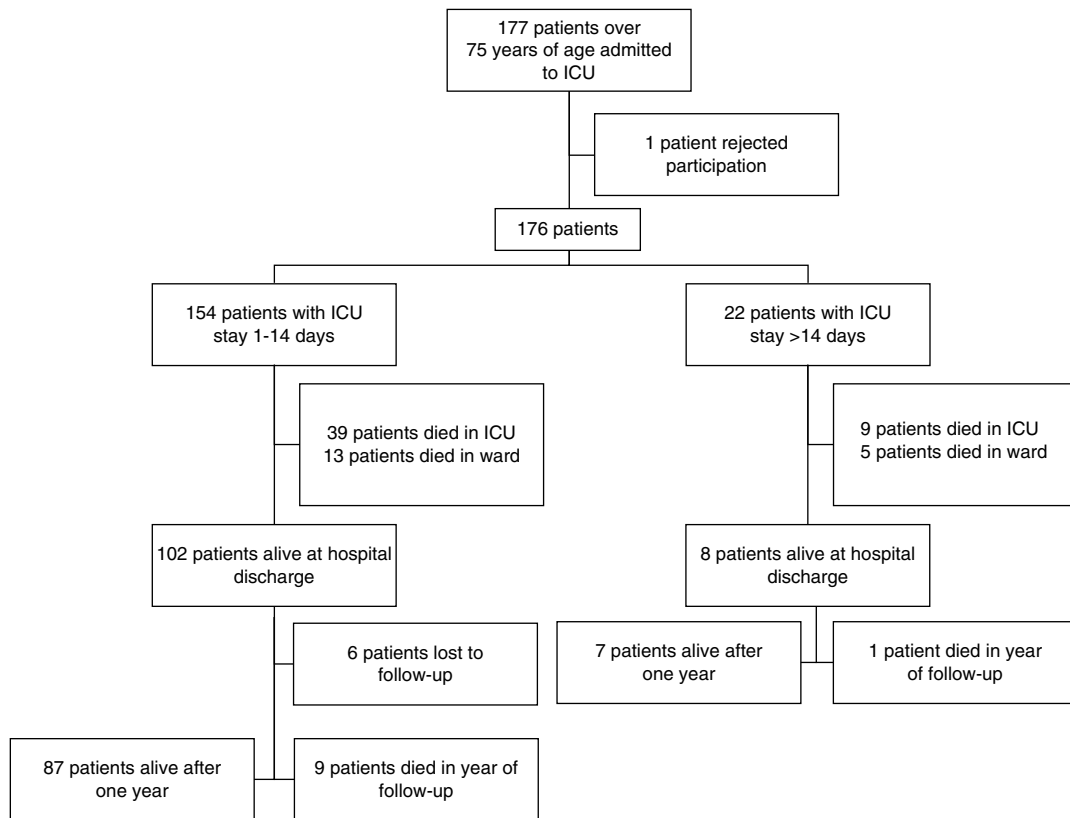 177 patients over
75 years of age admitted
to ICU
1 patient rejected
participation
176 patients
154 patients with ICU
stay 1-14 days
22 patients with ICU
stay >14 days
39 patients died in ICU
13 patients died in ward
9 patients died in ICU
5 patients died in ward
102 patients alive at hospital
discharge
8 patients alive at hospital
discharge
6 patients lost to
follow-up
7 patients alive after
one year
1 patient died in year
of follow-up
87 patients alive after
one year
9 patients died in year of
follow-up